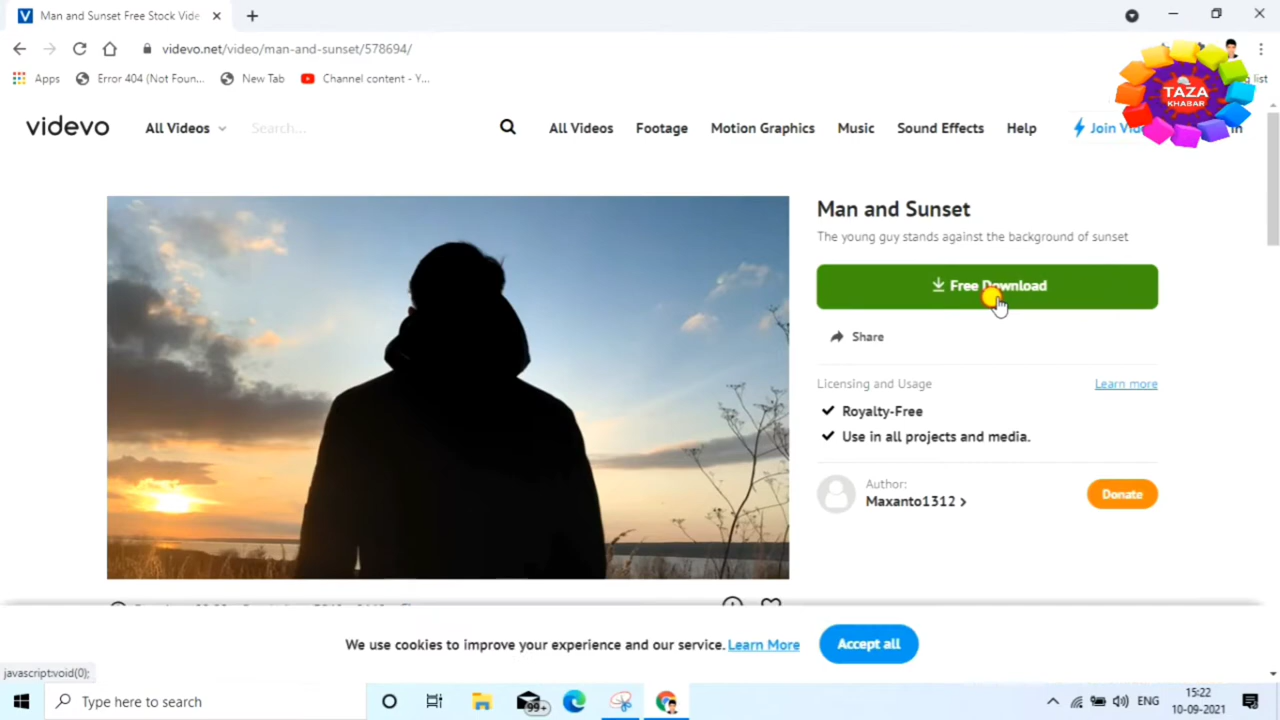 Man and Sunset Free Stock Vide
videvo.net/video/man-and-sunset/578694/
Apps
Error 404 (Not Foun...
New Tab
Channel content - Y...
list
TAZA
KHABAR
videvo
All Videos
Search...
All Videos
Footage
Motion Graphics
Music
Sound Effects
Help
Join Vid
in
Man and Sunset
The young guy stands against the background of sunset
Free Download
Share
Licensing and Usage
Learn more
Royalty-Free
Use in all projects and media.
Author:
Maxanto1312 >
Donate
We use cookies to improve your experience and our service. Learn More
Accept all
javascript:void(0);
Type here to search
99+
ENG
15:22
10-09-2021